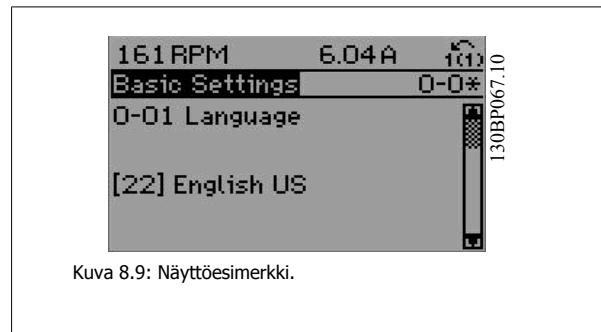 161 RPM 6.04 A 1(1)
Basic Settings 0-0*
0-01 Language
[22] English US
130BP067.10
Kuva 8.9: Näyttöesimerkki.